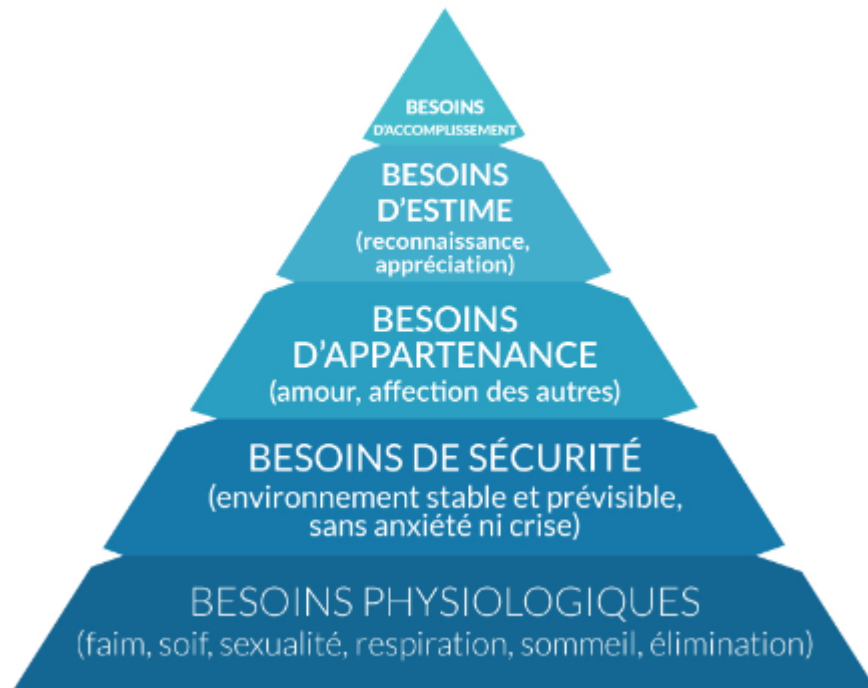 BESOINS
D'ACCOMPLISSEMENT
BESOINS
D'ESTIME
(reconnaissance,
appréciation)
BESOINS
D'APPARTENANCE
(amour, affection des autres)
BESOINS DE SÉCURITÉ
(environnement stable et prévisible,
sans anxiété ni crise)
BESOINS PHYSIOLOGIQUES
(faim, soif, sexualité, respiration, sommeil, élimination)